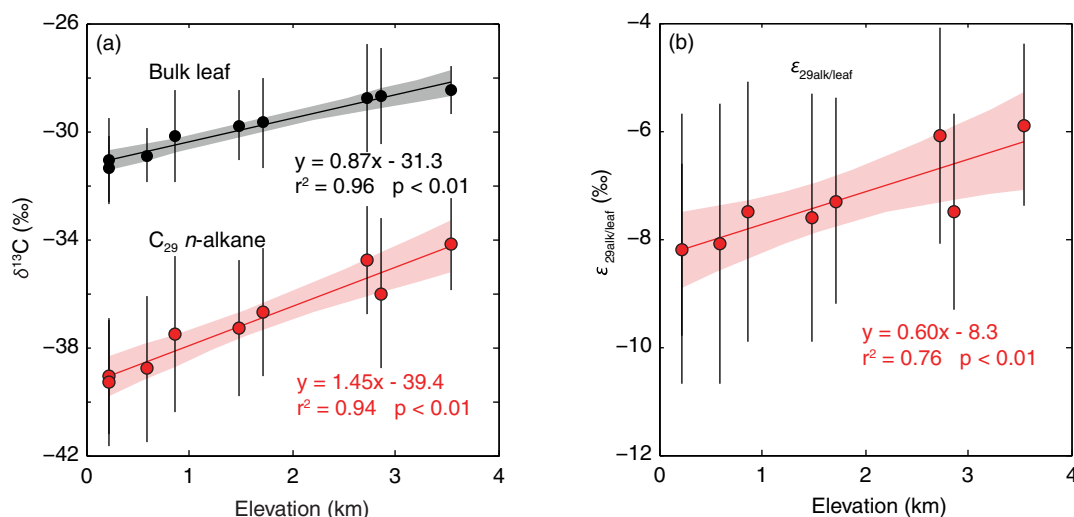 (a)
Bulk leaf
y = 0.87x - 31.3
r² = 0.96 p < 0.01
C₂₉ n-alkane
y = 1.45x - 39.4
r² = 0.94 p < 0.01
δ¹³C (‰)
−26
−30
−34
−38
−42
0 1 2 3 4
Elevation (km)
(b)
ε₂₉alk/leaf
y = 0.60x - 8.3
r² = 0.76 p < 0.01
ε ₂₉alk/leaf (‰)
−4
−6
−8
−10
−12
0 1 2 3 4
Elevation (km)